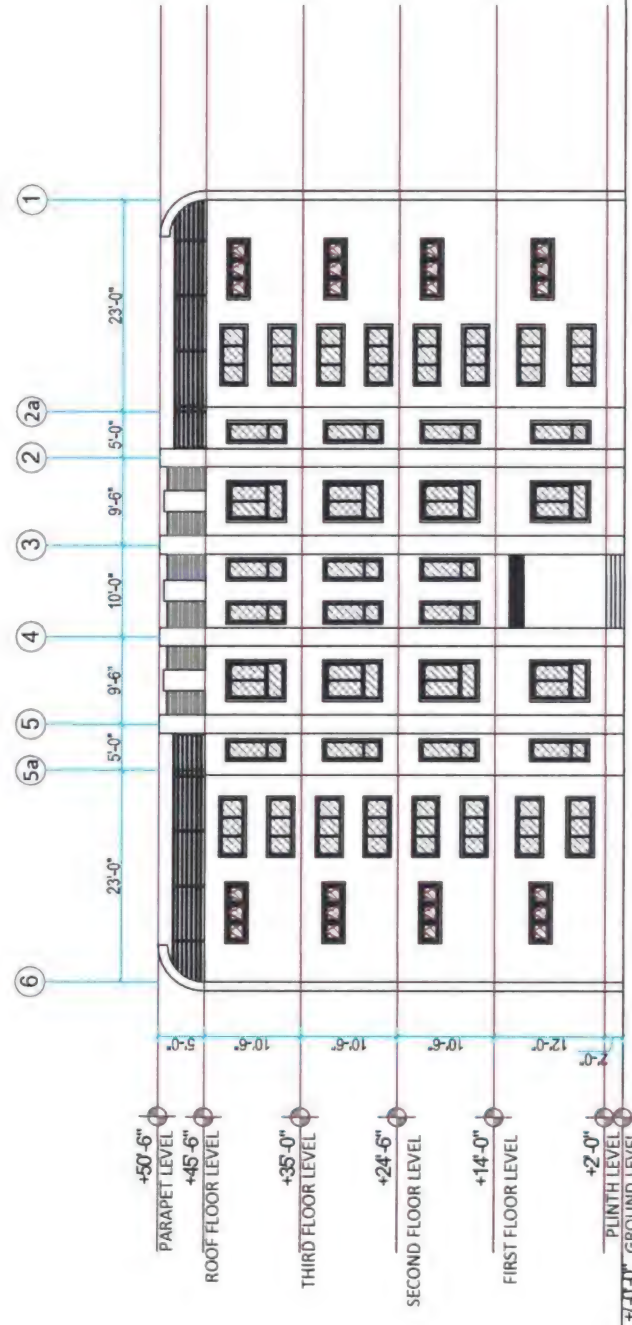 6
5a
5
4
3
2
2a
1
23'-0"
5'-0"
9'-6"
10'-0"
9'-6"
5'-0"
23'-0"
+50'-6"
PARAPET LEVEL
5'-0"
+45'-6"
ROOF FLOOR LEVEL
10'-6"
+35'-0"
THIRD FLOOR LEVEL
10'-6"
+24'-6"
SECOND FLOOR LEVEL
10'-6"
+14'-0"
FIRST FLOOR LEVEL
12'-0"
+2'-0"
PLINTH LEVEL
2'-0"
GROUND LEVEL